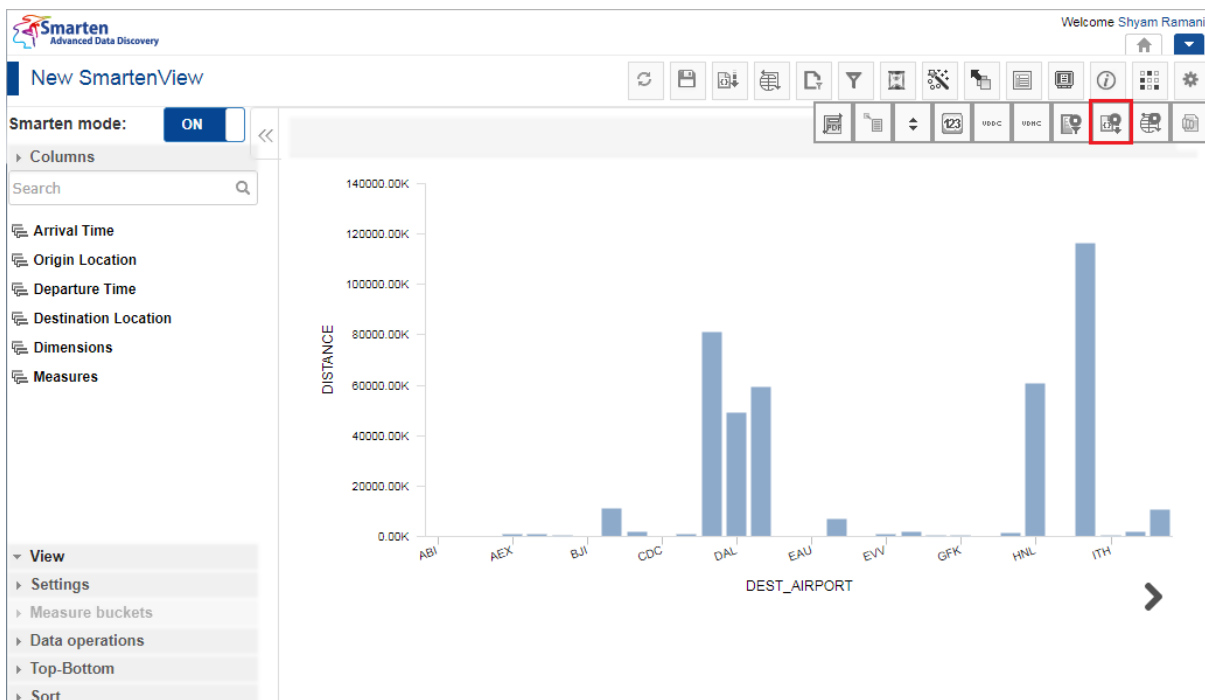 Smarten
Advanced Data Discovery
Welcome Shyam Ramani
New SmartenView
Smarten mode: ON
Columns
Search
Arrival Time
Origin Location
Departure Time
Destination Location
Dimensions
Measures
View
Settings
Measure buckets
Data operations
Top-Bottom
Sort
PDF
123
UDDC
UDHC
140000.00K
120000.00K
100000.00K
80000.00K
60000.00K
40000.00K
20000.00K
0.00K
DISTANCE
ABI AEX BJI CDC DAL EAU EVV GFK HNL ITH
DEST_AIRPORT